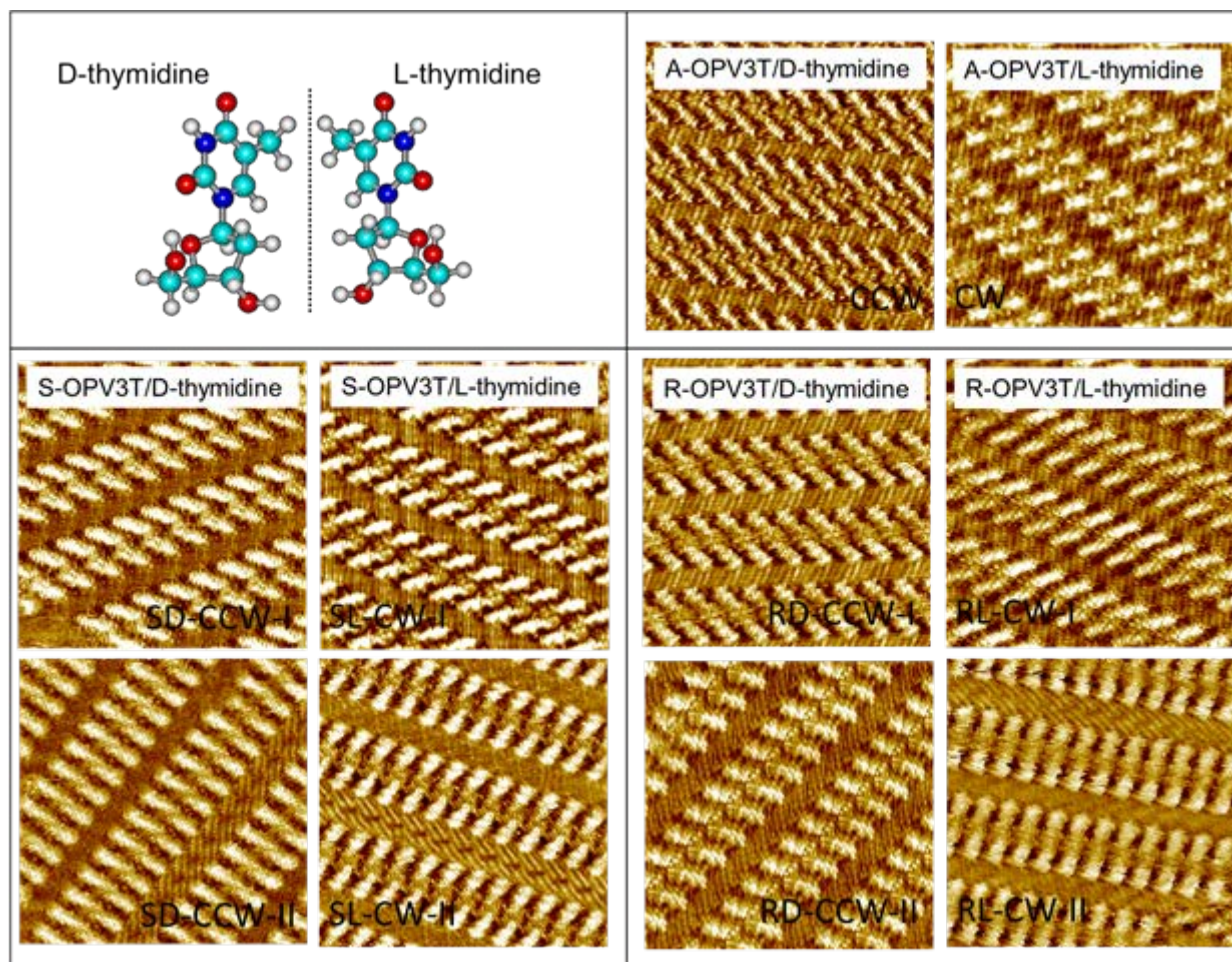 D-thymidine
L-thymidine
A-OPV3T/D-thymidine
A-OPV3T/L-thymidine
CCW
CW
S-OPV3T/D-thymidine
S-OPV3T/L-thymidine
R-OPV3T/D-thymidine
R-OPV3T/L-thymidine
SD-CCW-I
SL-CW-I
RD-CCW-I
RL-CW-I
SD-CCW-II
SL-CW-II
RD-CCW-II
RL-CW-II